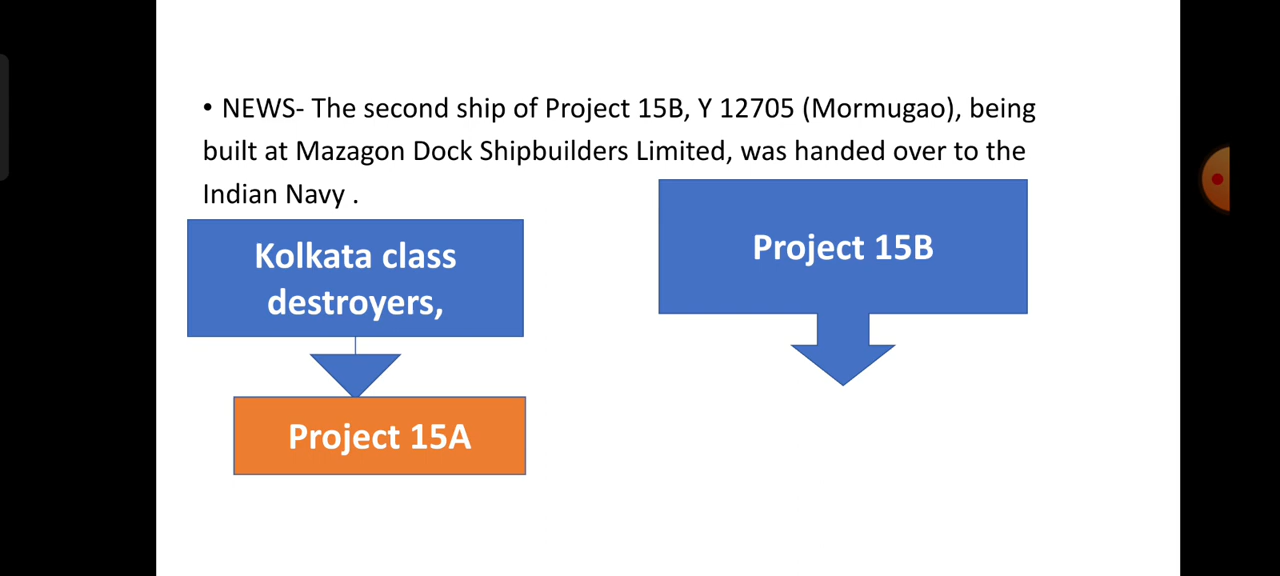 • NEWS- The second ship of Project 15B, Y 12705 (Mormugao), being
built at Mazagon Dock Shipbuilders Limited, was handed over to the
Indian Navy .
Kolkata class
destroyers,
Project 15A
Project 15B